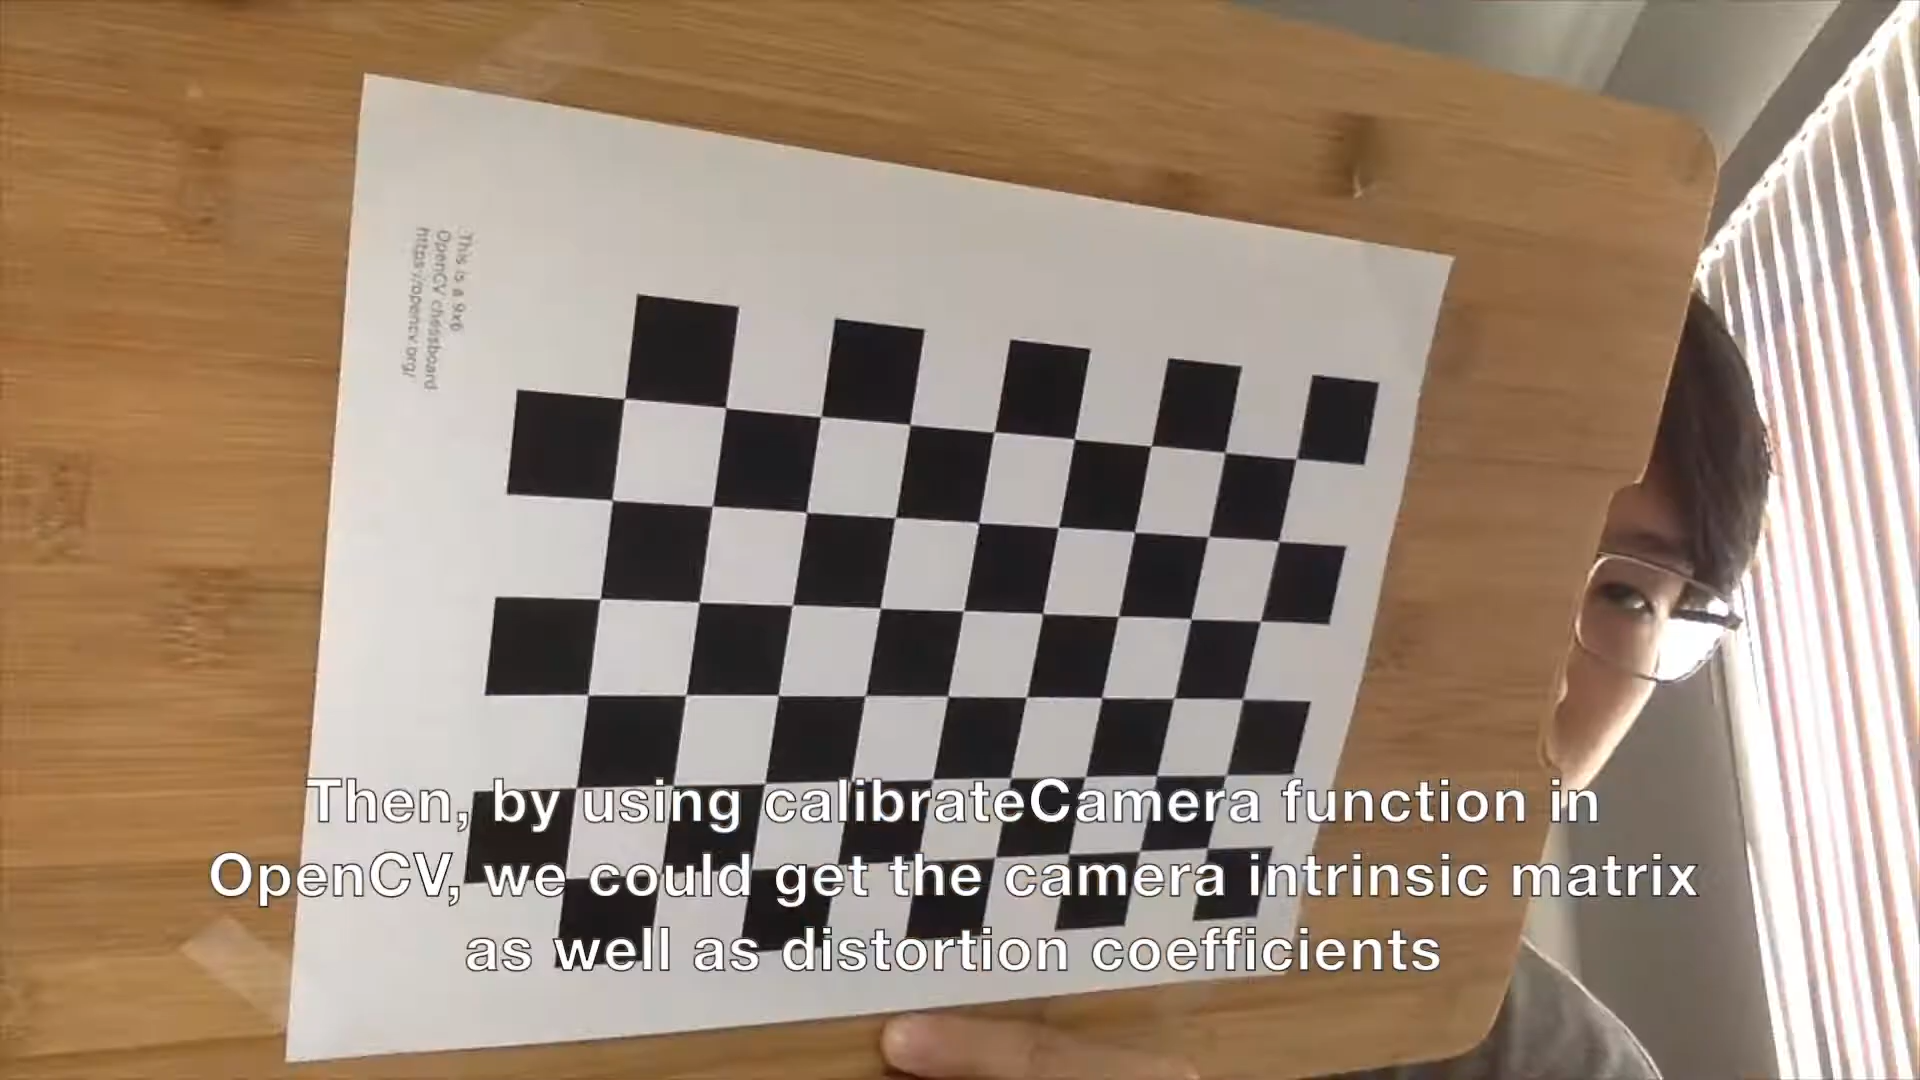 This is a 9x6
OpenCV chessboard
https://opencv.org/
Then, by using calibrateCamera function in
OpenCV, we could get the camera intrinsic matrix
as well as distortion coefficients